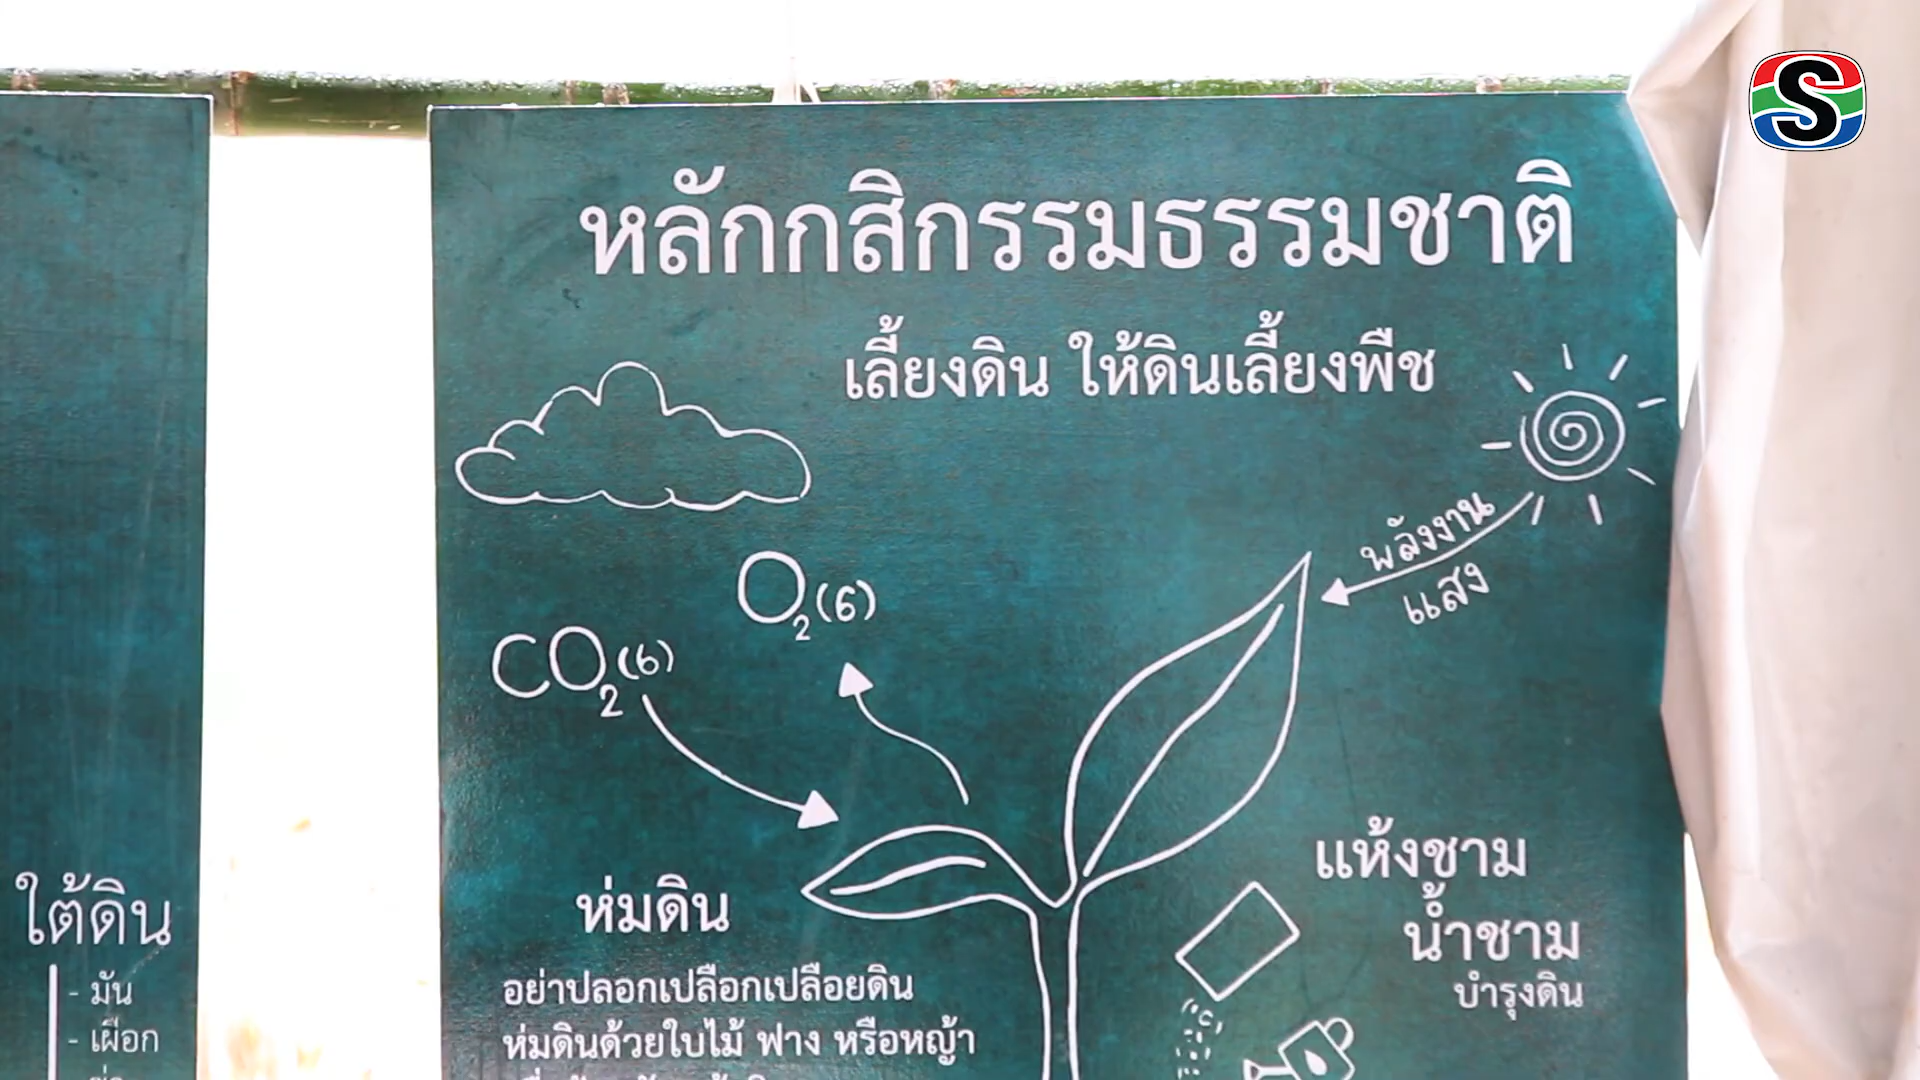 S
หลักกสิกรรมธรรมชาติ
เลี้ยงดิน ให้ดินเลี้ยงพืช
พลังงาน
แสง
O2(6)
CO2(6)
แห้งชาม
น้ำชาม
บำรุงดิน
ห่มดิน
อย่าปลอกเปลือกเปลือยดิน
ห่มดินด้วยใบไม้ ฟาง หรือหญ้า
ใต้ดิน
- มัน
- เผือก